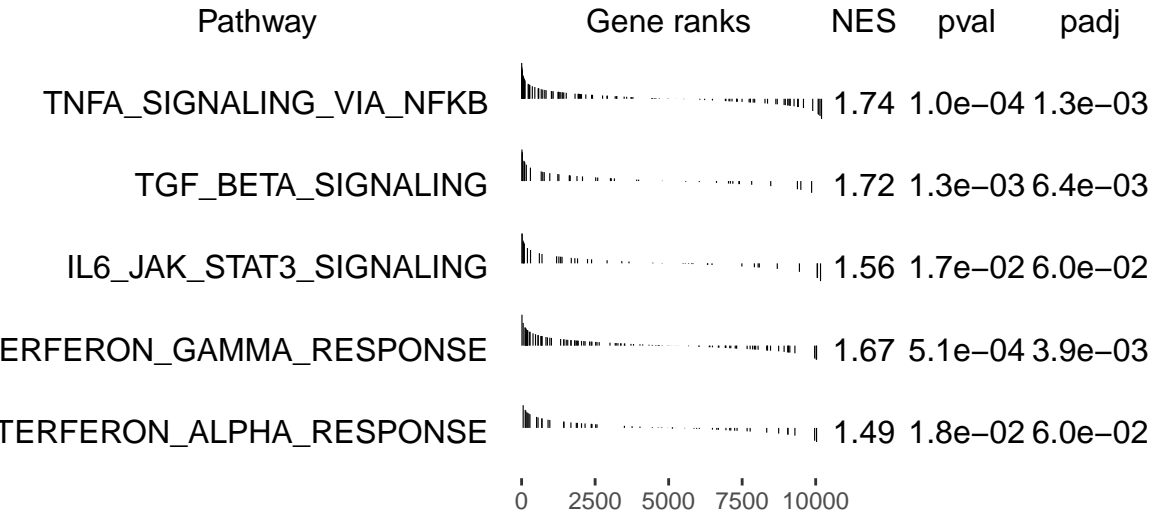 Pathway Gene ranks NES pval padj
TNFA_SIGNALING_VIA_NFKB 1.74 1.0e−04 1.3e−03
TGF_BETA_SIGNALING 1.72 1.3e−03 6.4e−03
IL6_JAK_STAT3_SIGNALING 1.56 1.7e−02 6.0e−02
ERFERON_GAMMA_RESPONSE 1.67 5.1e−04 3.9e−03
TERFERON_ALPHA_RESPONSE 1.49 1.8e−02 6.0e−02
0 2500 5000 7500 10000